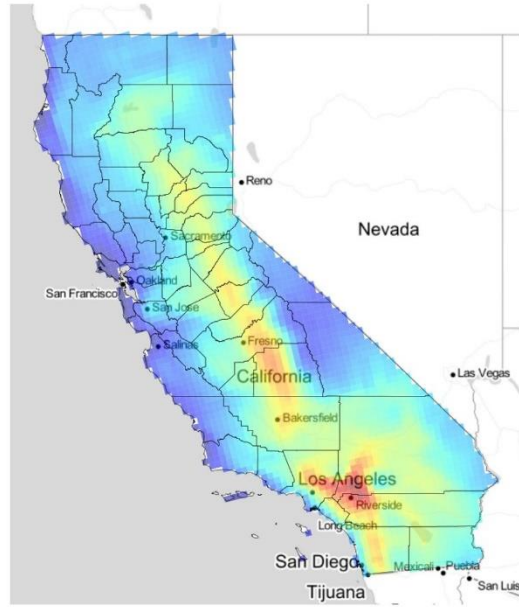 Reno
Nevada
Sacramento
Oakland
San Francisco
San Jose
Salinas
Fresno
Las Vegas
California
Bakersfield
Los Angeles
Riverside
Long Beach
San Diego
Mexicali
Puebla
San Luis
Tijuana